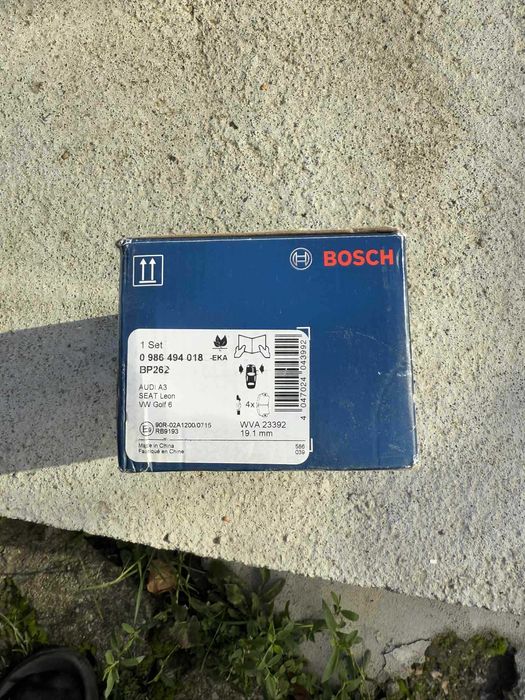 BOSCH
1 Set
0 986 494 018 -EKA
BP262
AUDI A3
SEAT Leon
VW Golf 6
4x
E9 90R-02A1200/0715
RB9193
WVA 23392
19.1 mm
Made in China
Fabriqué en Chine
586
039
4 047024 043992